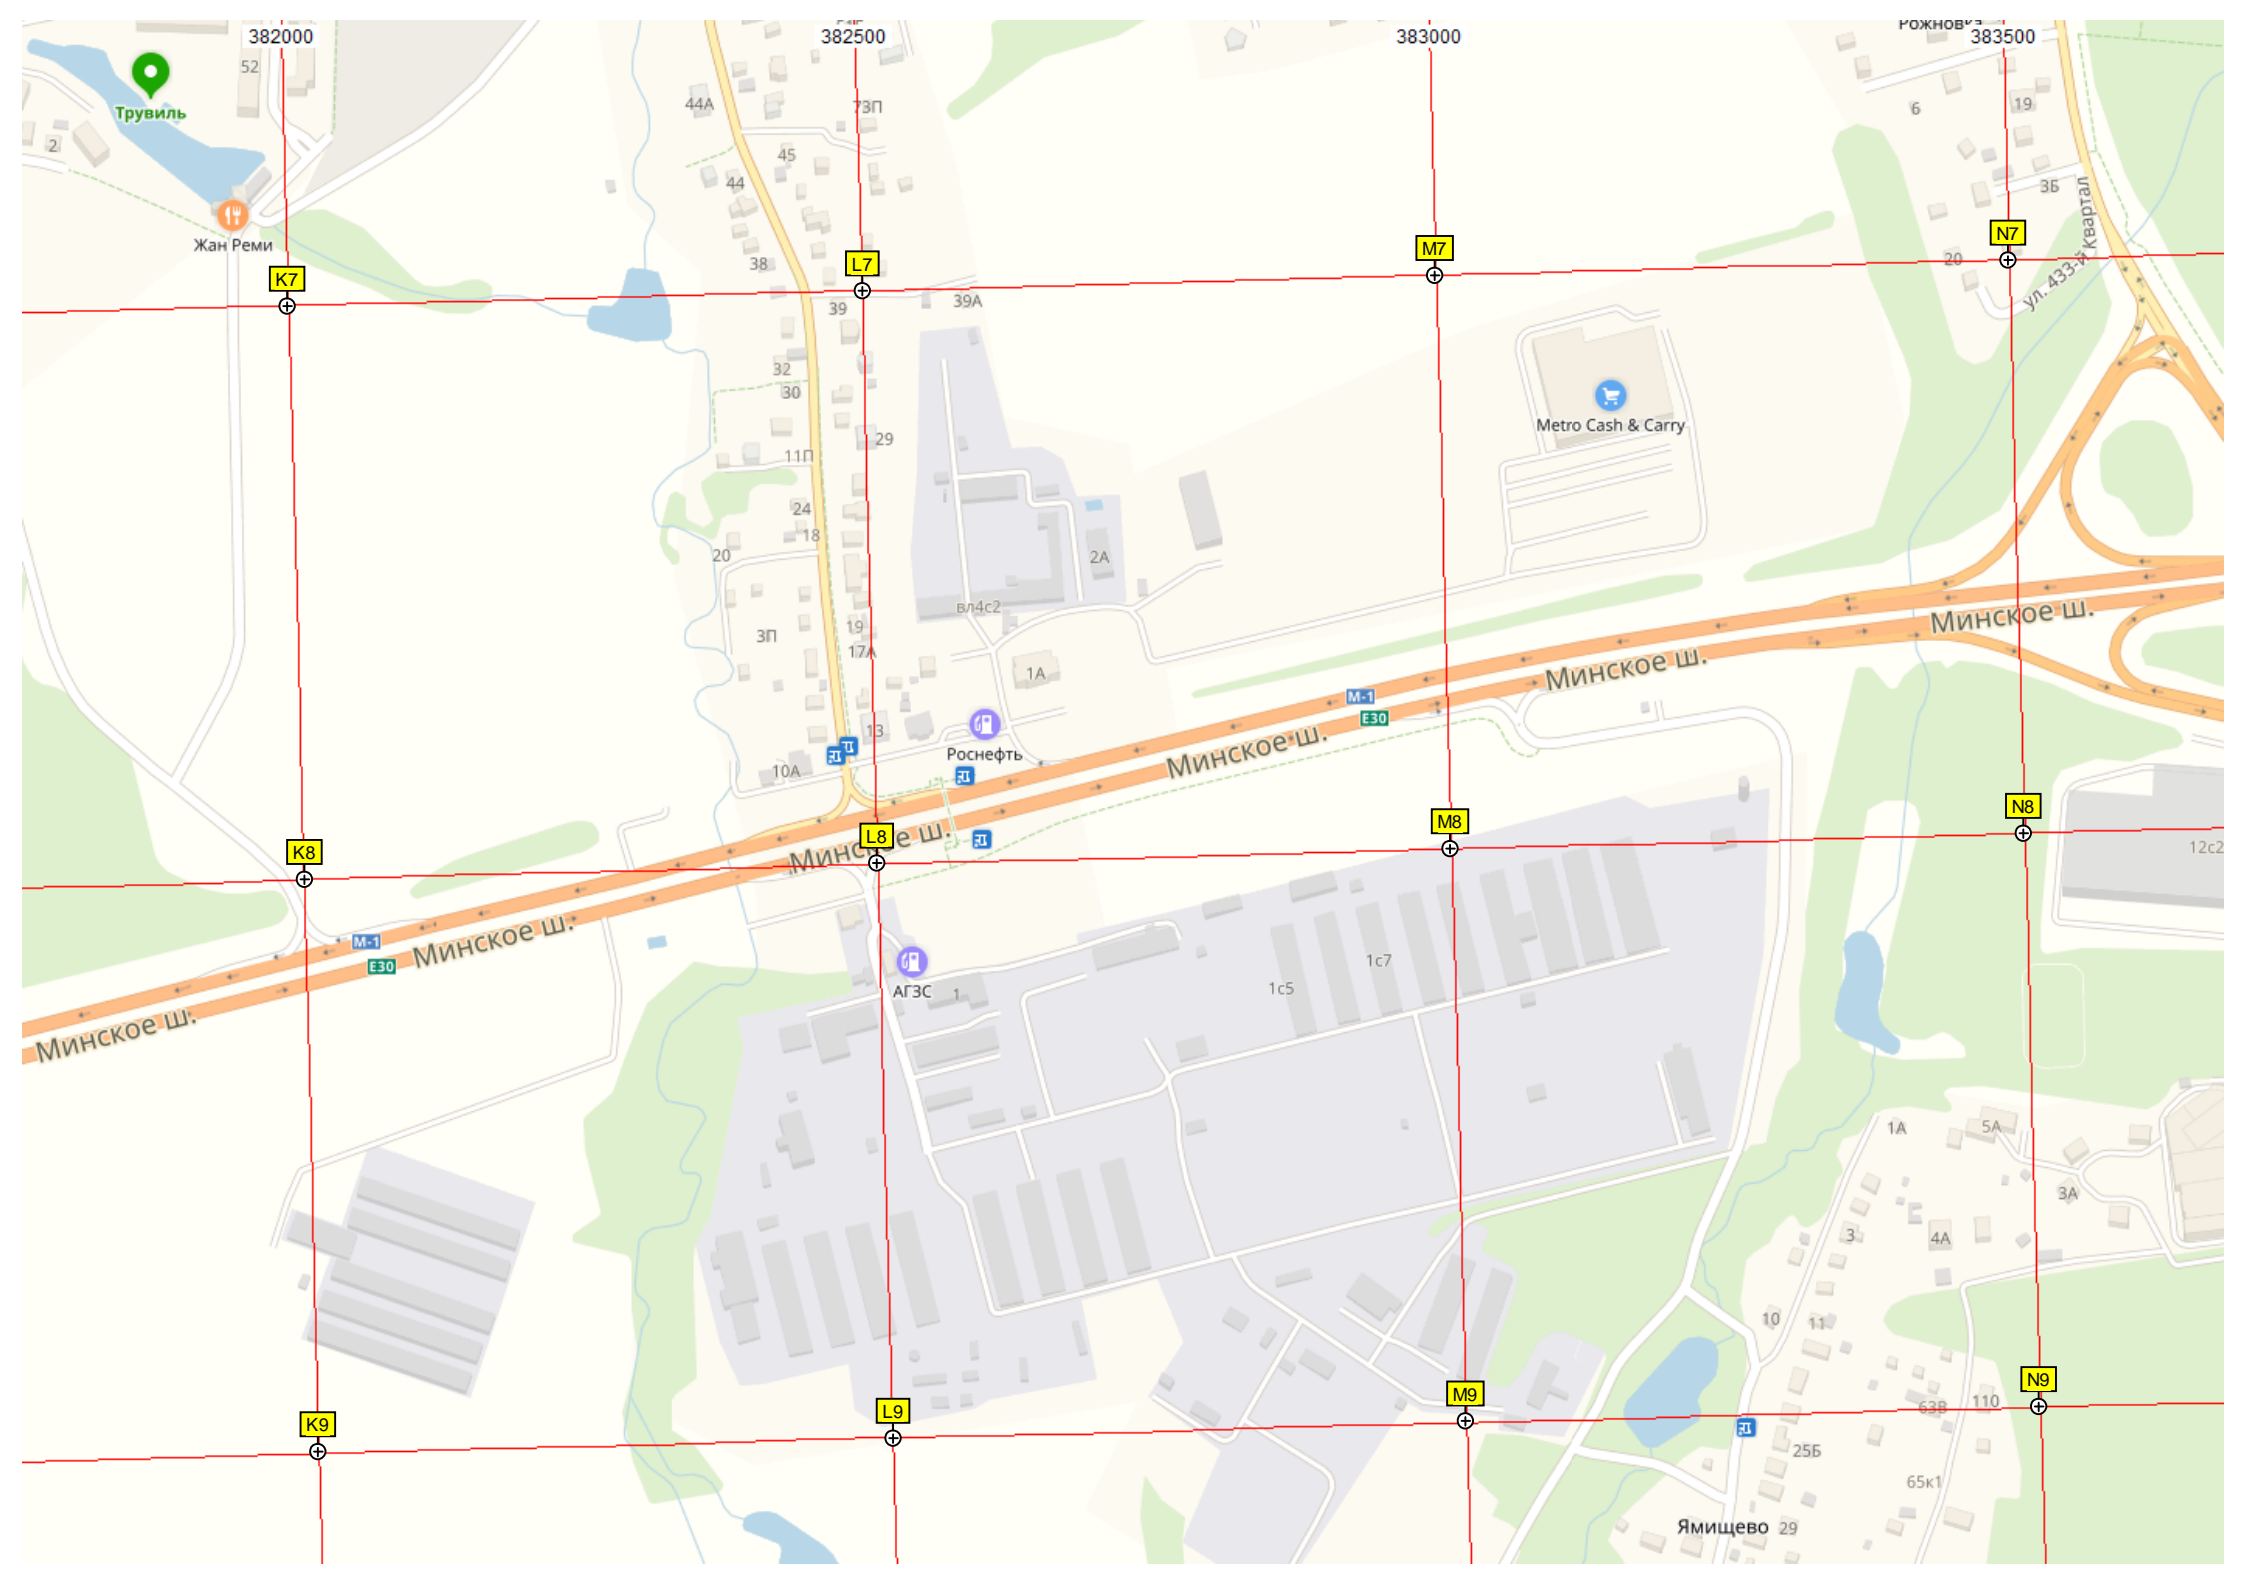 382000
382500
383000
383500
52
Трувиль
44А
73П
6
19
2
45
44
3Б
ул. 433-й Квартал
Жан Реми
38
K7
L7
M7
N7
20
39
39А
32
30
Metro Cash & Carry
29
11П
24
18
20
2А
вл4с2
Минское ш.
19
3П
17А
1А
Минское ш.
М-1
E30
13
Роснефть
10А
Минское ш.
K8
L8
M8
N8
Минское ш.
12с2
М-1
E30
Минское ш.
1с7
1с5
АГЗС
1
Минское ш.
1А
5А
3А
3
4А
10
11
K9
L9
M9
N9
110
63В
25Б
65к1
Ямищево
29